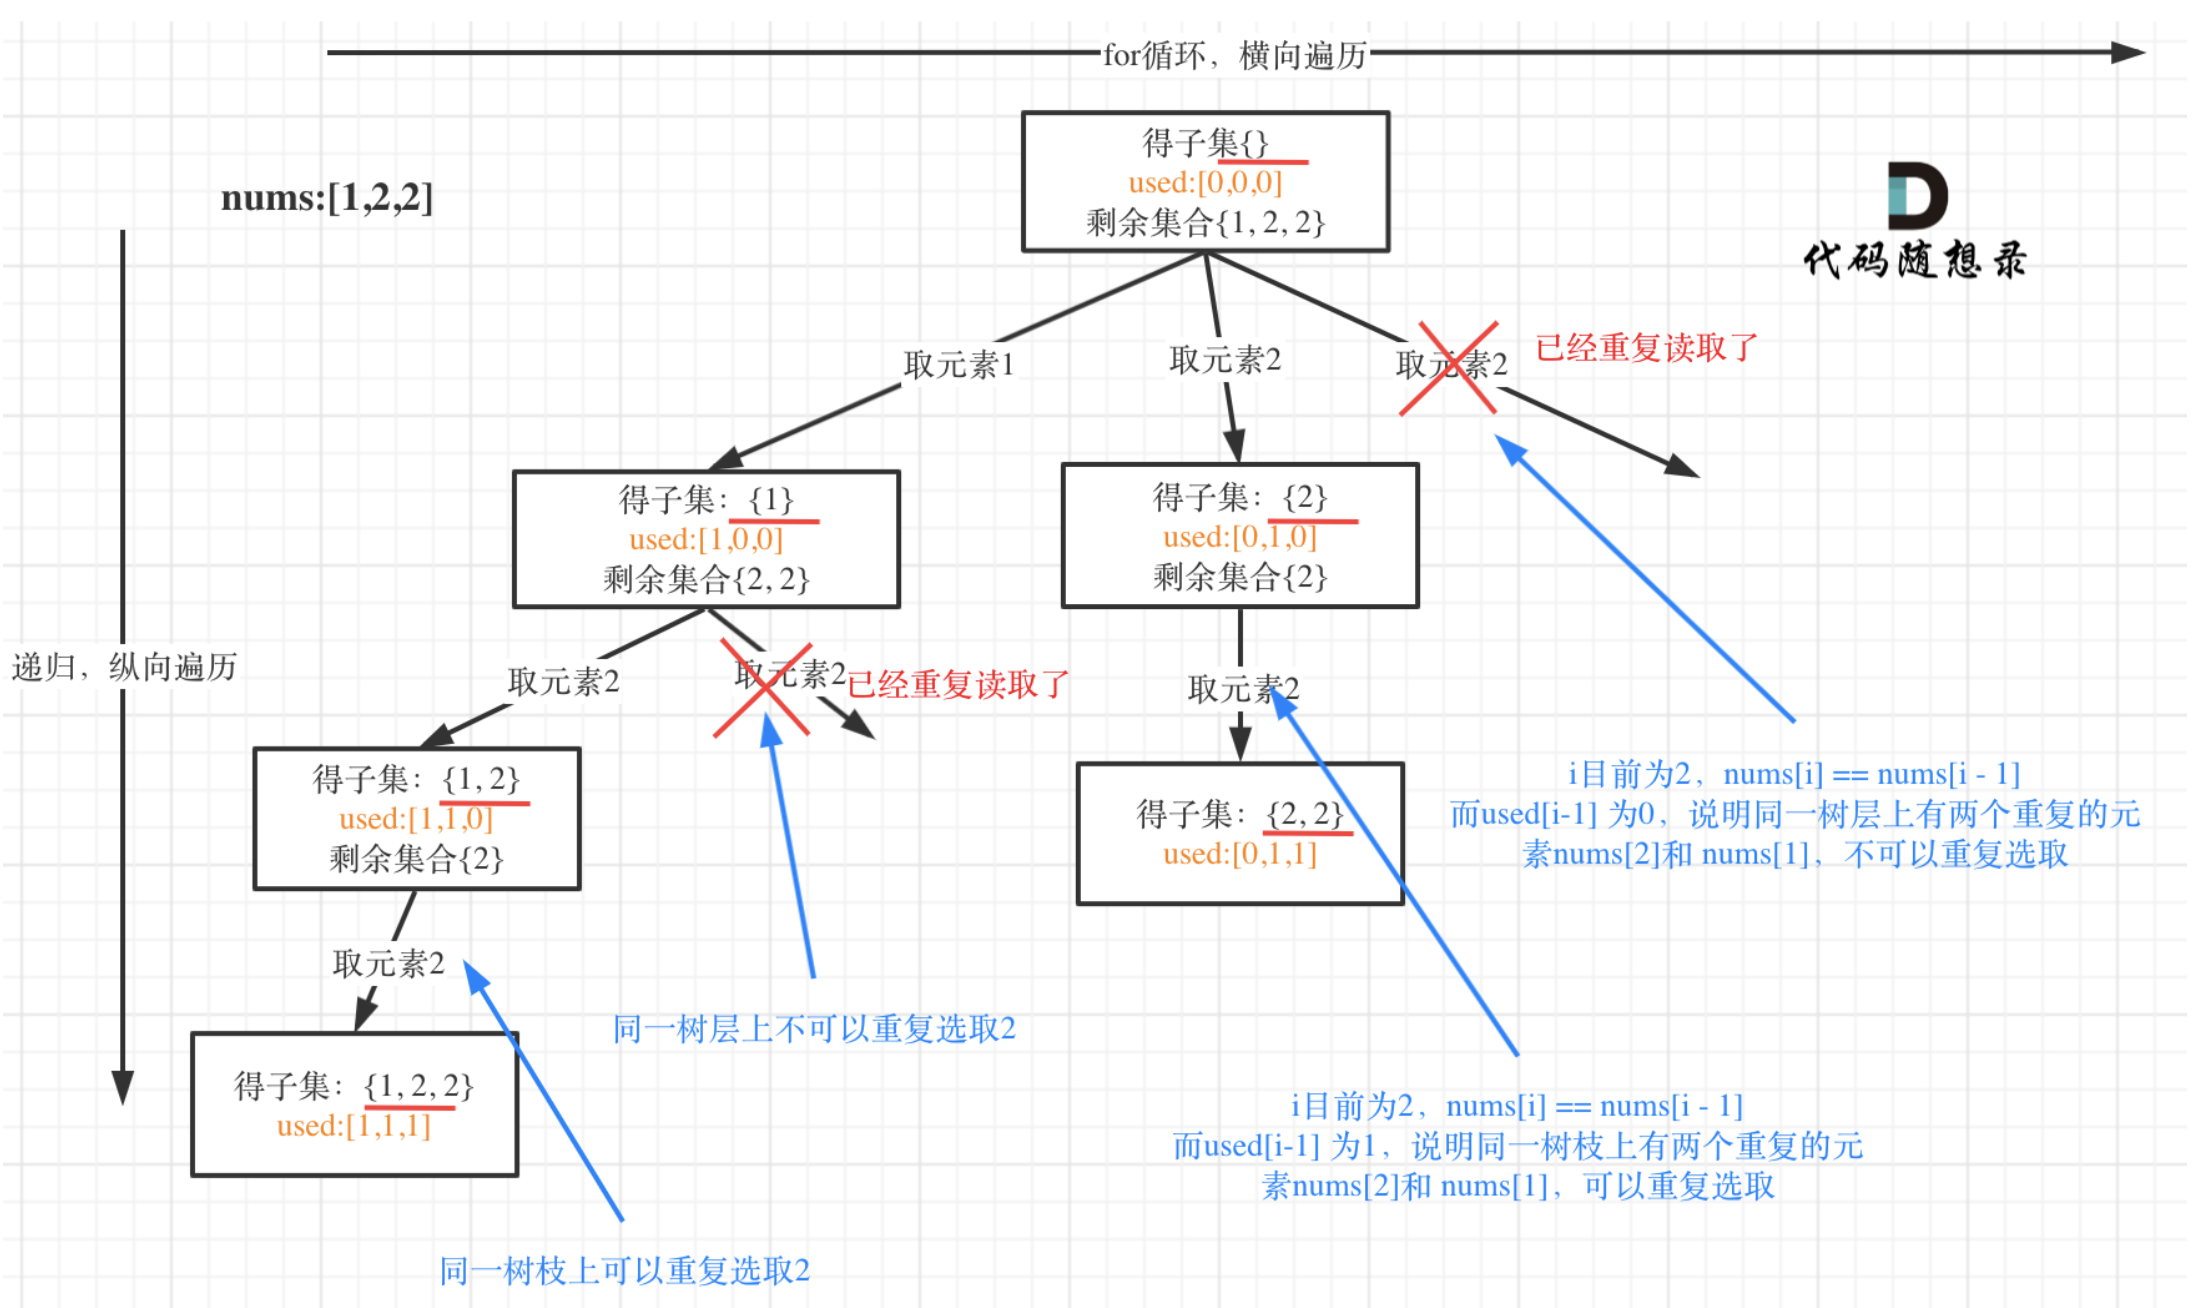 for循环，横向遍历
nums:[1,2,2]
得子集{}
used:[0,0,0]
剩余集合{1, 2, 2}
代码随想录
取元素1
取元素2
取元素2
已经重复读取了
得子集：{1}
used:[1,0,0]
剩余集合{2, 2}
得子集：{2}
used:[0,1,0]
剩余集合{2}
递归，纵向遍历
取元素2
取元素2
已经重复读取了
取元素2
得子集：{1, 2}
used:[1,1,0]
剩余集合{2}
得子集：{2, 2}
used:[0,1,1]
i目前为2，nums[i] == nums[i - 1]
而used[i-1] 为0，说明同一树层上有两个重复的元
素nums[2]和 nums[1]，不可以重复选取
取元素2
同一树层上不可以重复选取2
得子集：{1, 2, 2}
used:[1,1,1]
i目前为2，nums[i] == nums[i - 1]
而used[i-1] 为1，说明同一树枝上有两个重复的元
素nums[2]和 nums[1]，可以重复选取
同一树枝上可以重复选取2